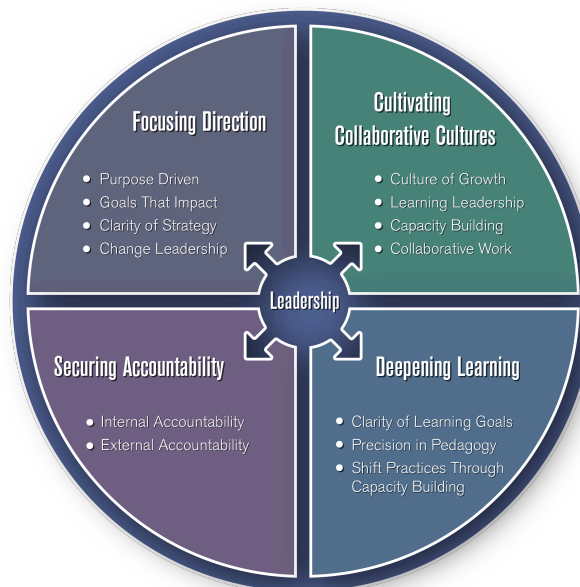 Focusing Direction
• Purpose Driven
• Goals That Impact
• Clarity of Strategy
• Change Leadership
Cultivating
Collaborative Cultures
• Culture of Growth
• Learning Leadership
• Capacity Building
• Collaborative Work
Leadership
Securing Accountability
• Internal Accountability
• External Accountability
Deepening Learning
• Clarity of Learning Goals
• Precision in Pedagogy
• Shift Practices Through
Capacity Building